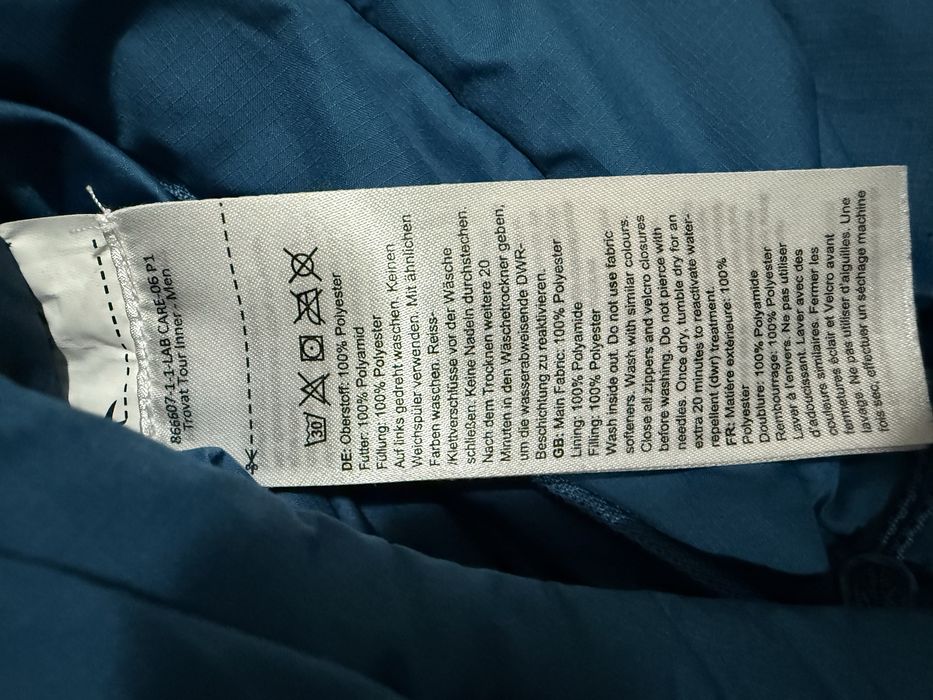 866607-1-1-LAB CARE-06 P1
Trovat Tour Inner - Men
30
DE: Oberstoff: 100% Polyester
Futter: 100% Polyamid
Füllung: 100% Polyester
Auf links gedreht waschen. Keinen
Weichspüler verwenden. Mit ähnlichen
Farben waschen. Reiss-
/Klettverschlüsse vor der Wäsche
schließen. Keine Nadeln durchstechen.
Nach dem Trocknen weitere 20
Minuten in den Wäschetrockner geben,
um die wasserabweisende DWR-
Beschichtung zu reaktivieren.
GB: Main Fabric: 100% Polyester
Lining: 100% Polyamide
Filling: 100% Polyester
Wash inside out. Do not use fabric
softeners. Wash with similar colours.
Close all zippers and velcro closures
before washing. Do not pierce with
needles. Once dry, tumble dry for an
extra 20 minutes to reactivate water-
repellent (dwr) treatment.
FR: Matière extérieure: 100%
Polyester
Doublure: 100% Polyamide
Rembourrage: 100% Polyester
Laver à l'envers. Ne pas utiliser
d'adoucissant. Laver avec des
couleurs similaires. Fermer les
fermetures éclair et Velcro avant
lavage. Ne pas utiliser d'aiguilles. Une
fois sec, effectuer un séchage machine